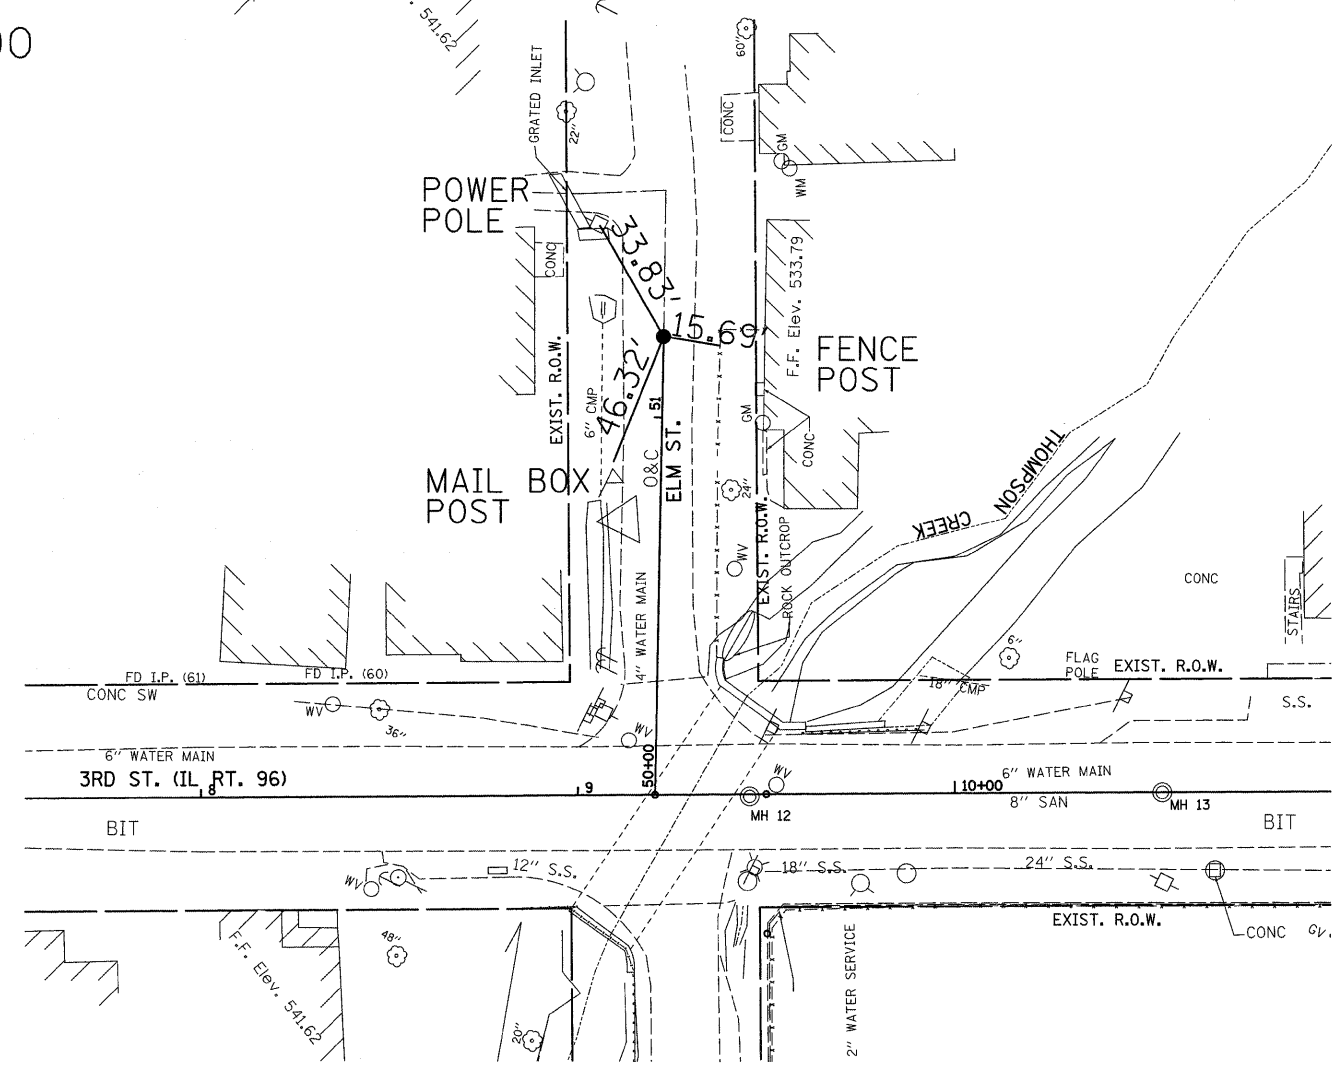 00
541.62
60"
GRATED INLET
22"
CONC
GM
WM
POWER
POLE
33.83'
CONC
F.F. Elev. 533.79
15.69'
FENCE
POST
46.32'
EXIST. R.O.W.
6" CMP
51
GM
CONC
ELM ST.
O&C
MAIL BOX
POST
24"
THOMPSON
CREEK
WV
EXIST. R.O.W.
ROCK OUTCROP
4" WATER MAIN
CONC
STAIRS
6"
FLAG
POLE
EXIST. R.O.W.
FD I.P. (61)
FD I.P. (60)
CONC SW
18" CMP
S.S.
WV
36"
WV
6" WATER MAIN
50+00
WV
6" WATER MAIN
3RD ST. (IL RT. 96)
8
9
10+00
8" SAN
MH 12
MH 13
BIT
BIT
12" S.S.
18" S.S.
24" S.S.
WV
EXIST. R.O.W.
CONC
GV.
F.F. Elev. 541.62
48"
20"
2" WATER SERVICE